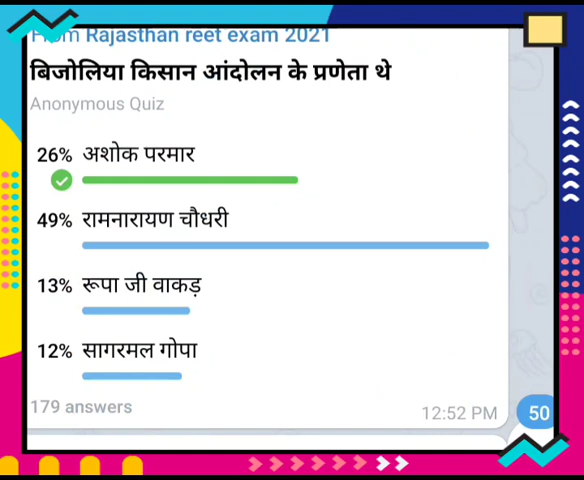 From Rajasthan reet exam 2021
बिजोलिया किसान आंदोलन के प्रणेता थे
Anonymous Quiz
26% अशोक परमार
49% रामनारायण चौधरी
13% रूपा जी वाकड़
12% सागरमल गोपा
179 answers
12:52 PM
50